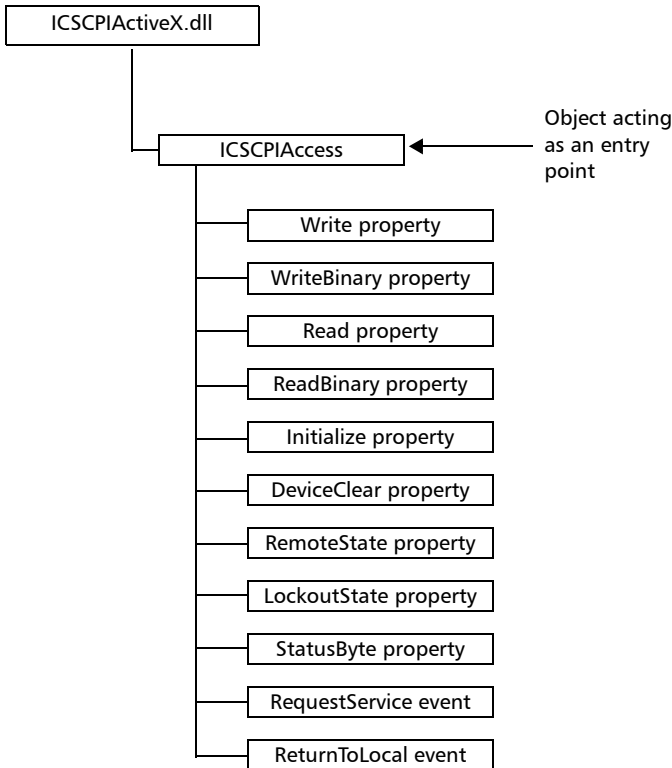 ICSCPIActiveX.dll
ICSCPIAccess
Object acting
as an entry
point
Write property
WriteBinary property
Read property
ReadBinary property
Initialize property
DeviceClear property
RemoteState property
LockoutState property
StatusByte property
RequestService event
ReturnToLocal event